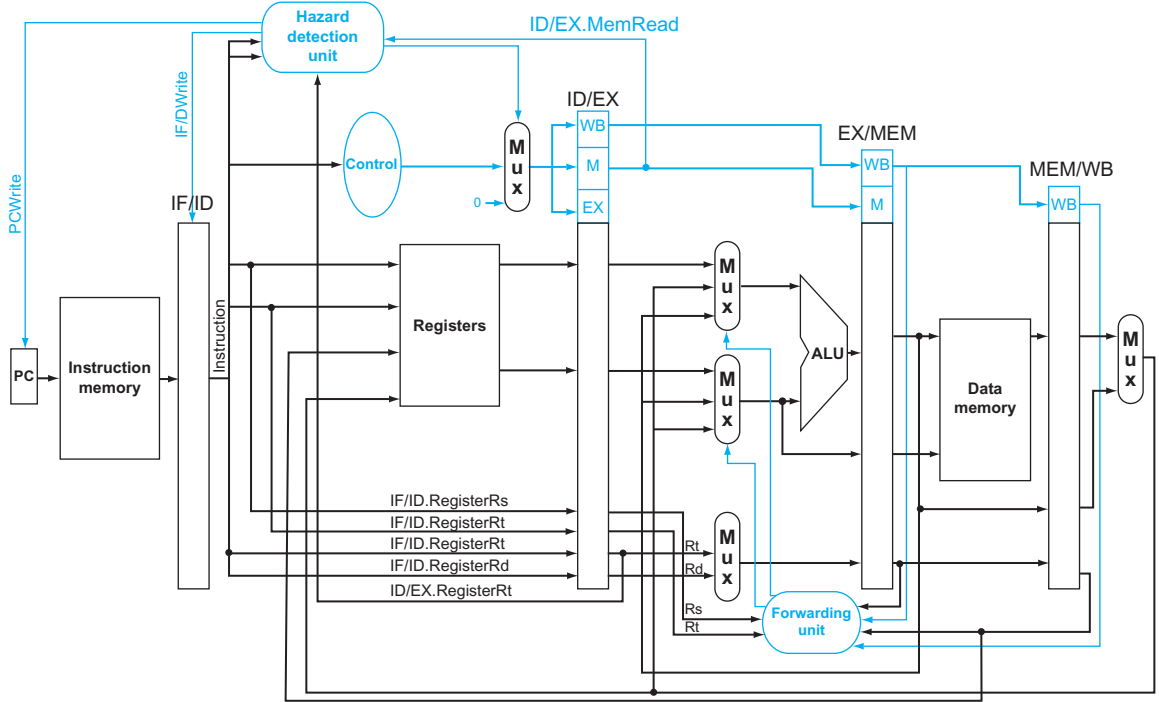 Hazard
detection
unit
ID/EX.MemRead
PCWrite
IF/DWrite
IF/ID
Control
0
M
u
x
ID/EX
WB
M
EX
EX/MEM
WB
M
MEM/WB
WB
PC
Instruction
memory
Instruction
Registers
M
u
x
M
u
x
ALU
Data
memory
M
u
x
IF/ID.RegisterRs
IF/ID.RegisterRt
IF/ID.RegisterRt
IF/ID.RegisterRd
ID/EX.RegisterRt
Rt
Rd
M
u
x
Rs
Rt
Forwarding
unit